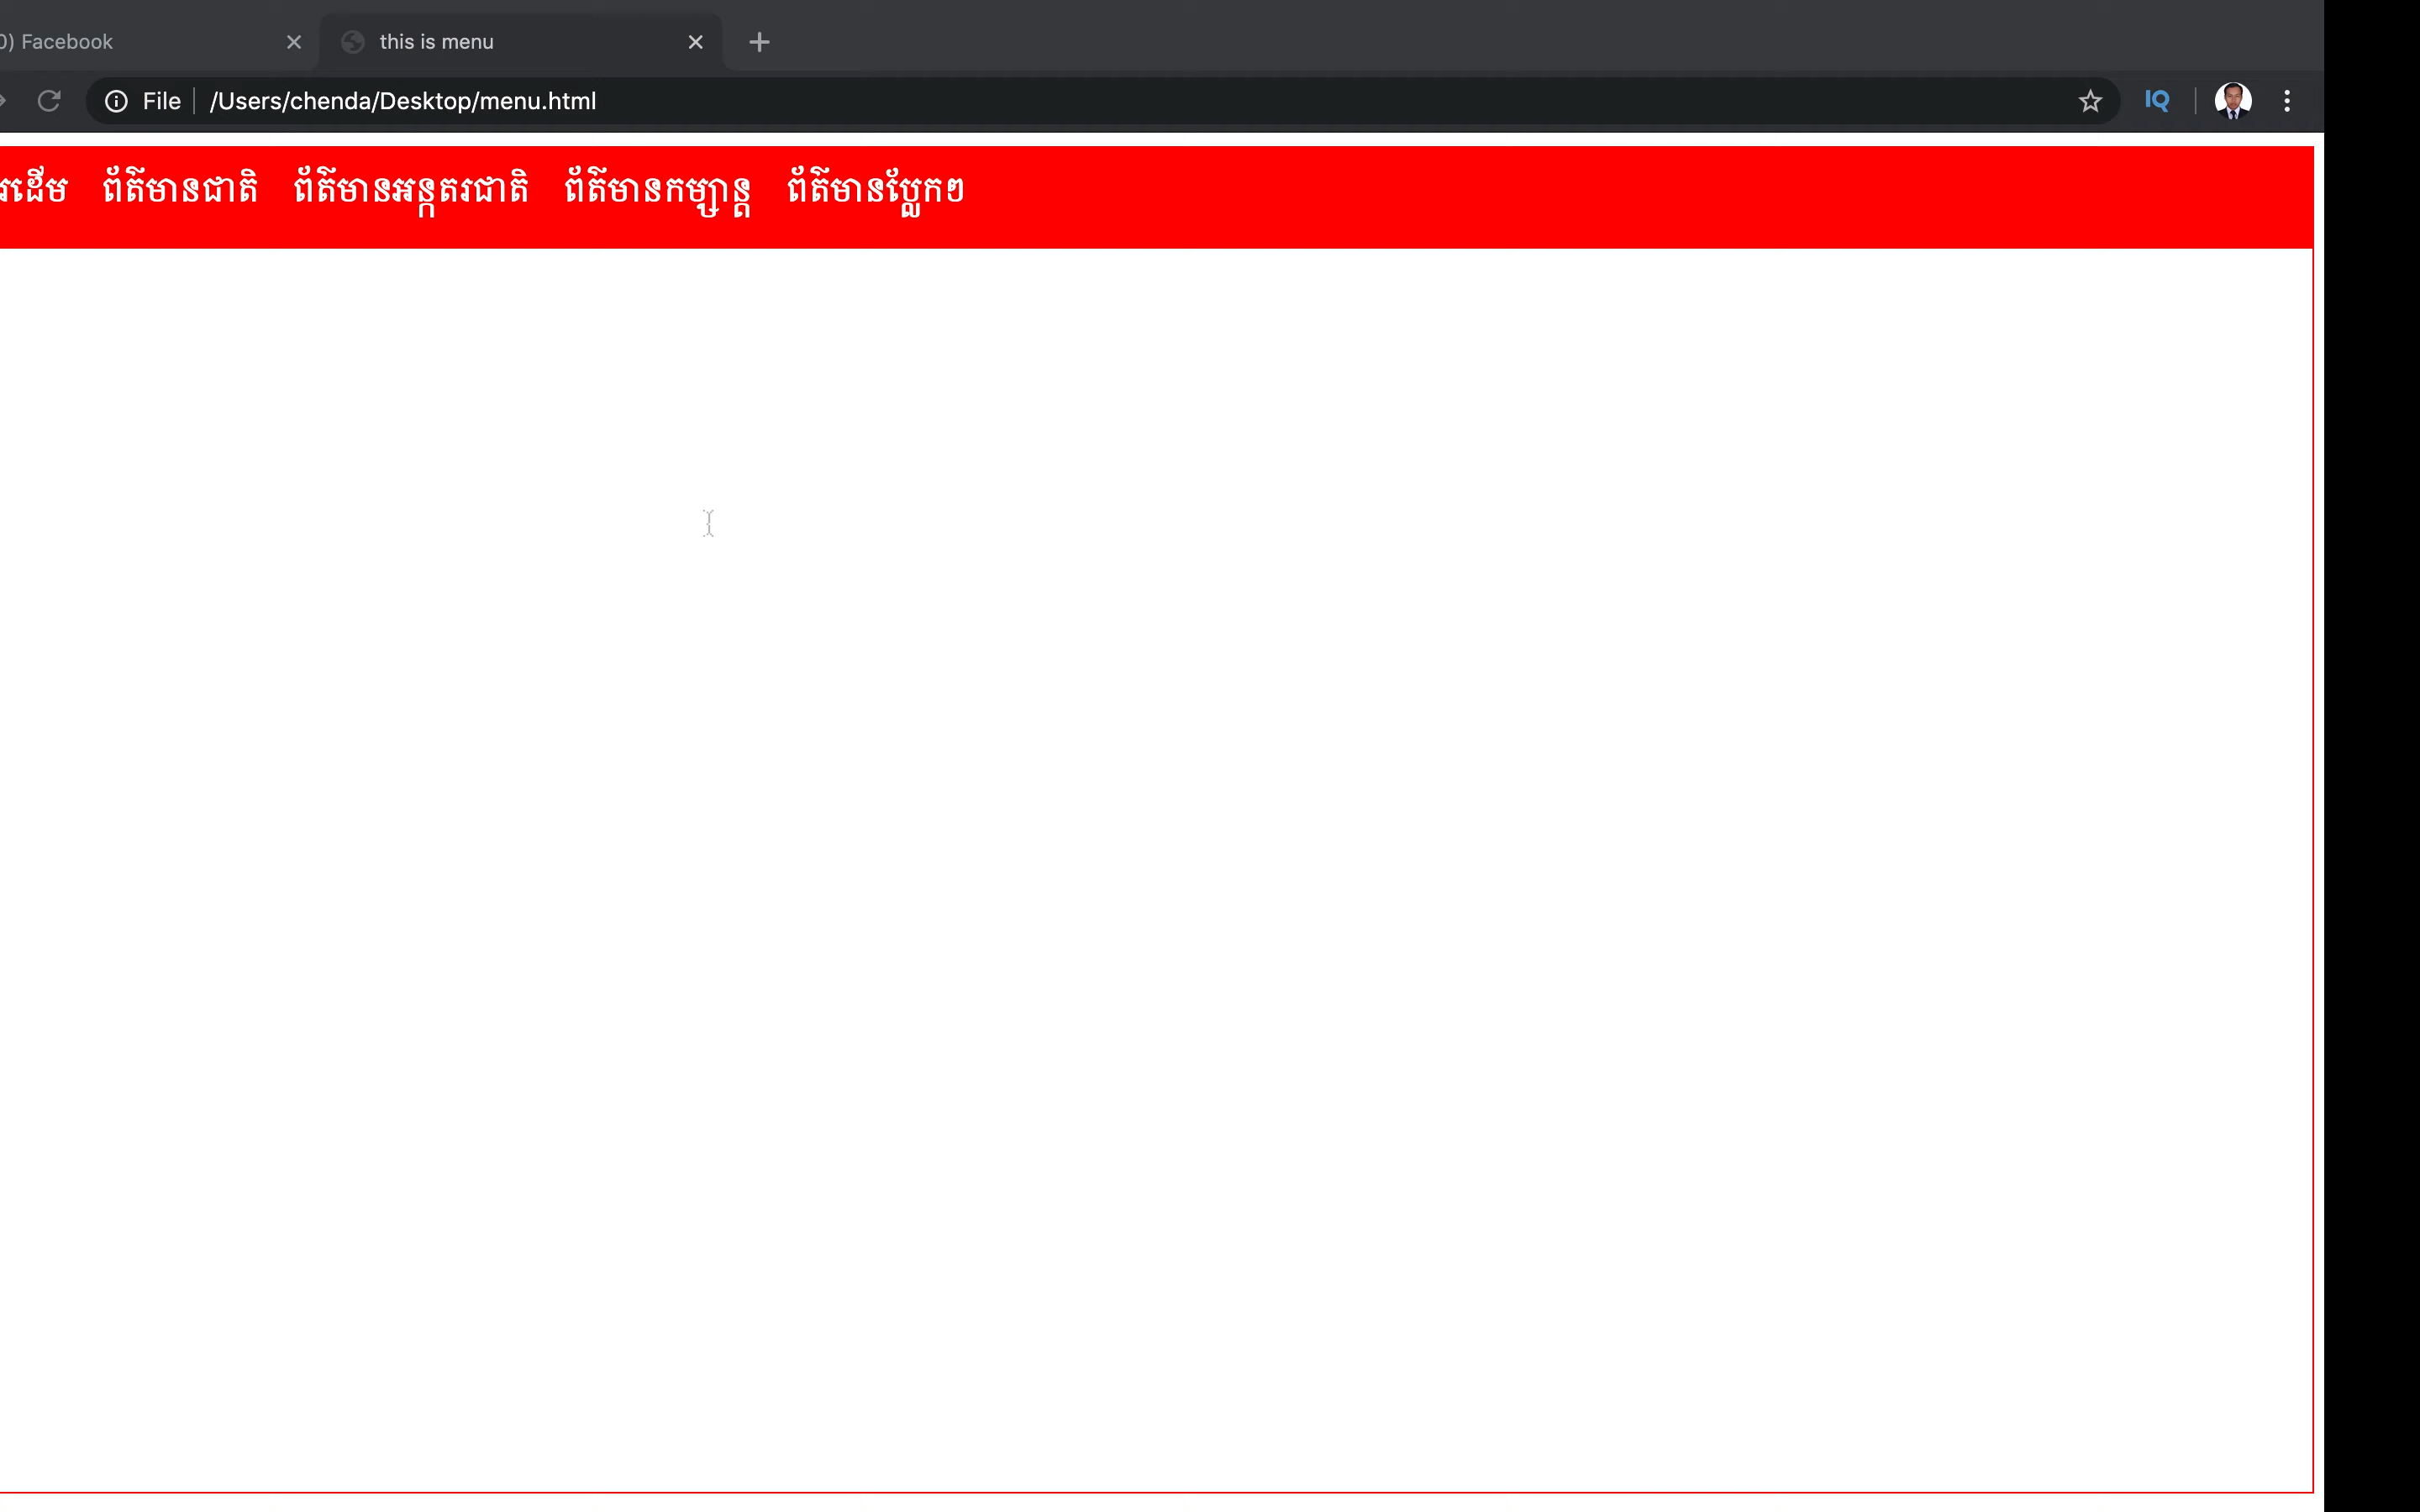 0) Facebook
this is menu
File /Users/chenda/Desktop/menu.html
IQ
រដើម ព័ត៌មានជាតិ ព័ត៌មានអន្តរជាតិ ព័ត៌មានកម្សាន្ត ព័ត៌មានប្លែកៗ